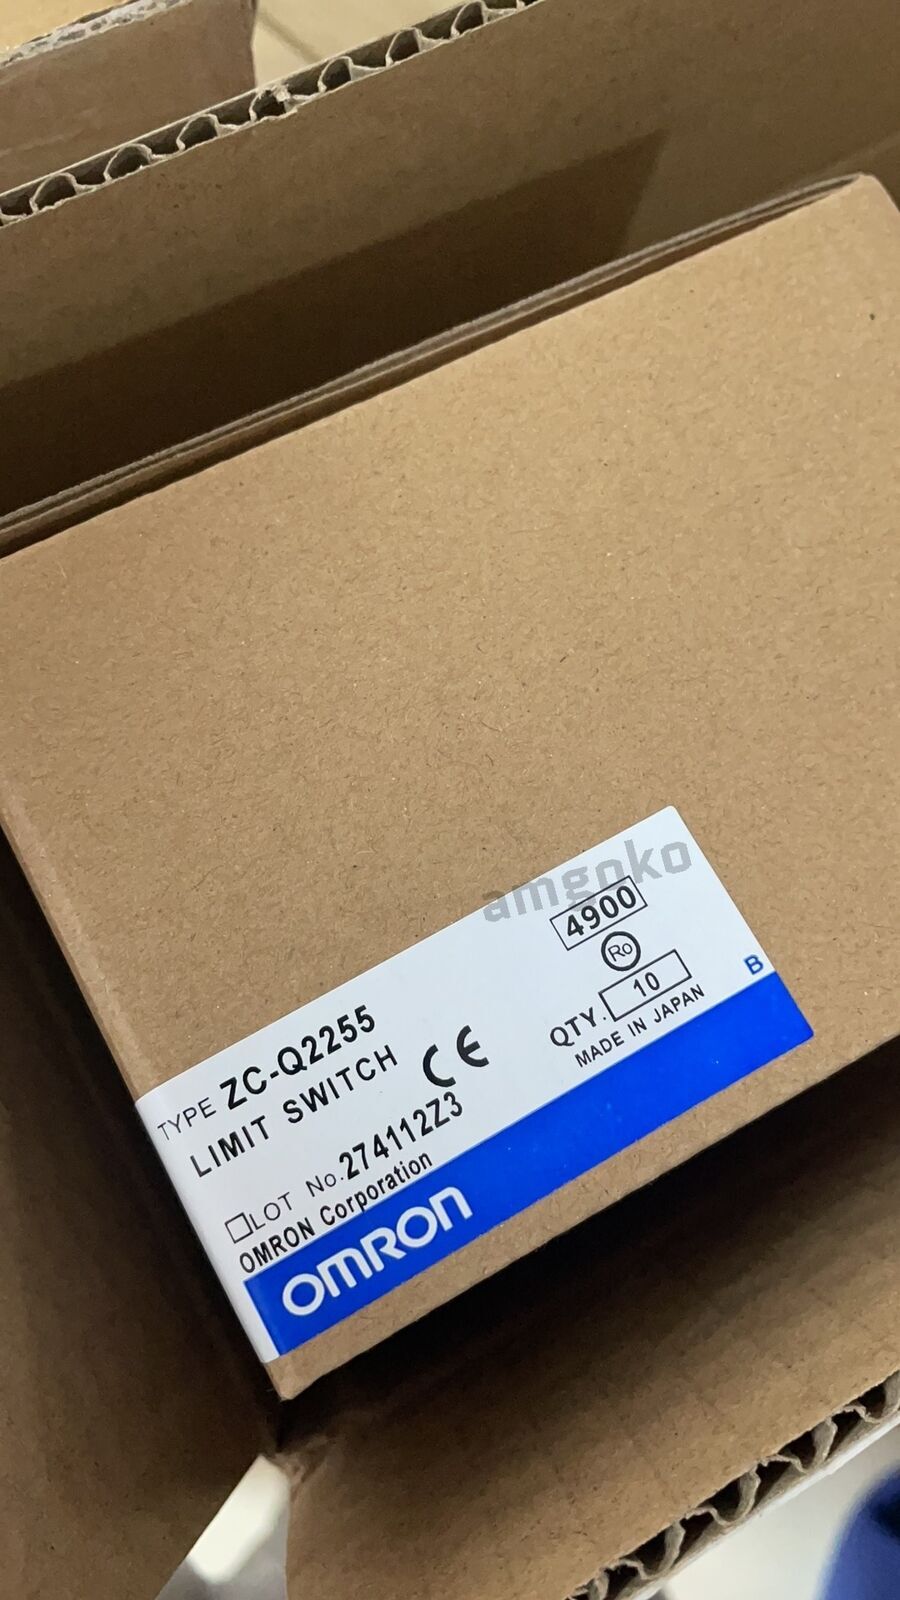 amgoko
4900
Ro
QTY. 10
MADE IN JAPAN
B
TYPE ZC-Q2255
LIMIT SWITCH CE
LOT No.274112Z3
OMRON Corporation
OMRON